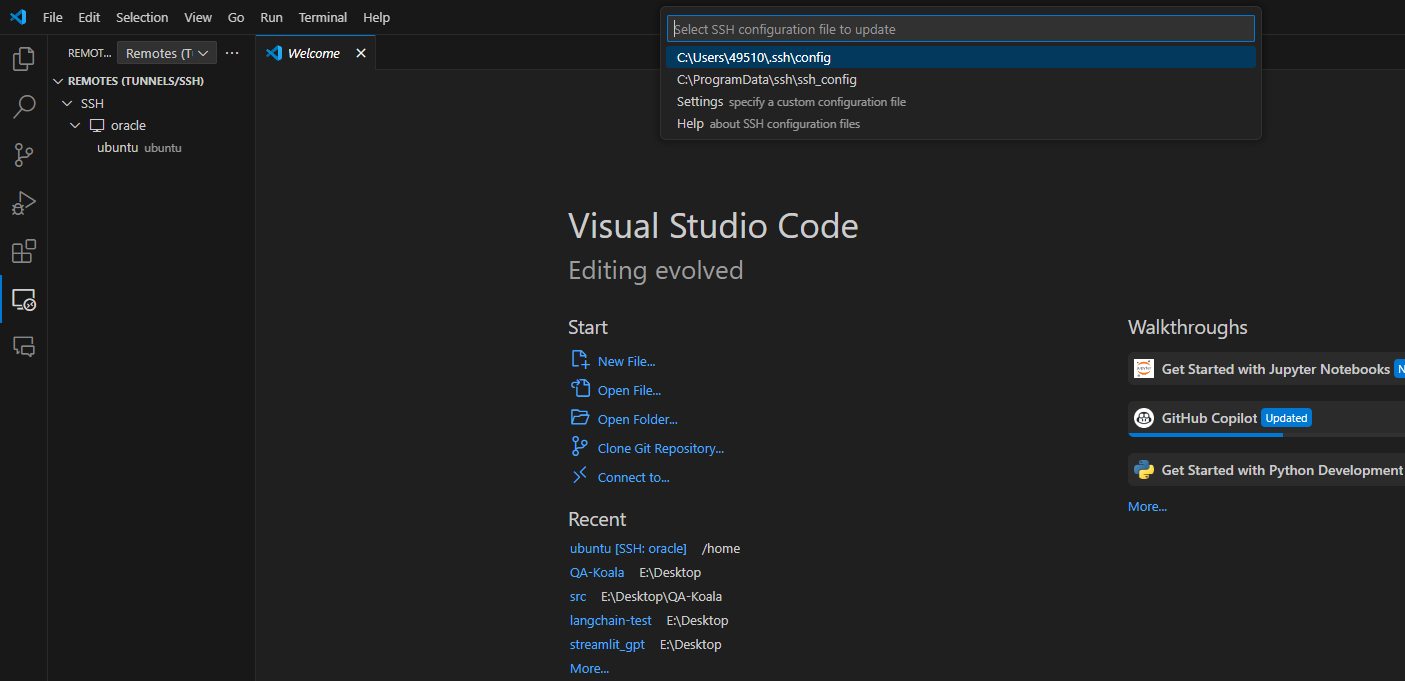 File Edit Selection View Go Run Terminal Help
Select SSH configuration file to update
C:\Users\49510\.ssh\config
C:\ProgramData\ssh\ssh_config
Settings specify a custom configuration file
Help about SSH configuration files
REMOT... Remotes (T
REMOTES (TUNNELS/SSH)
SSH
oracle
ubuntu ubuntu
Welcome
Visual Studio Code
Editing evolved
Start
New File...
Open File...
Open Folder...
Clone Git Repository...
Connect to...
Recent
ubuntu [SSH: oracle] /home
QA-Koala E:\Desktop
src E:\Desktop\QA-Koala
langchain-test E:\Desktop
streamlit_gpt E:\Desktop
More...
Walkthroughs
Get Started with Jupyter Notebooks N
GitHub Copilot Updated
Get Started with Python Development
More...